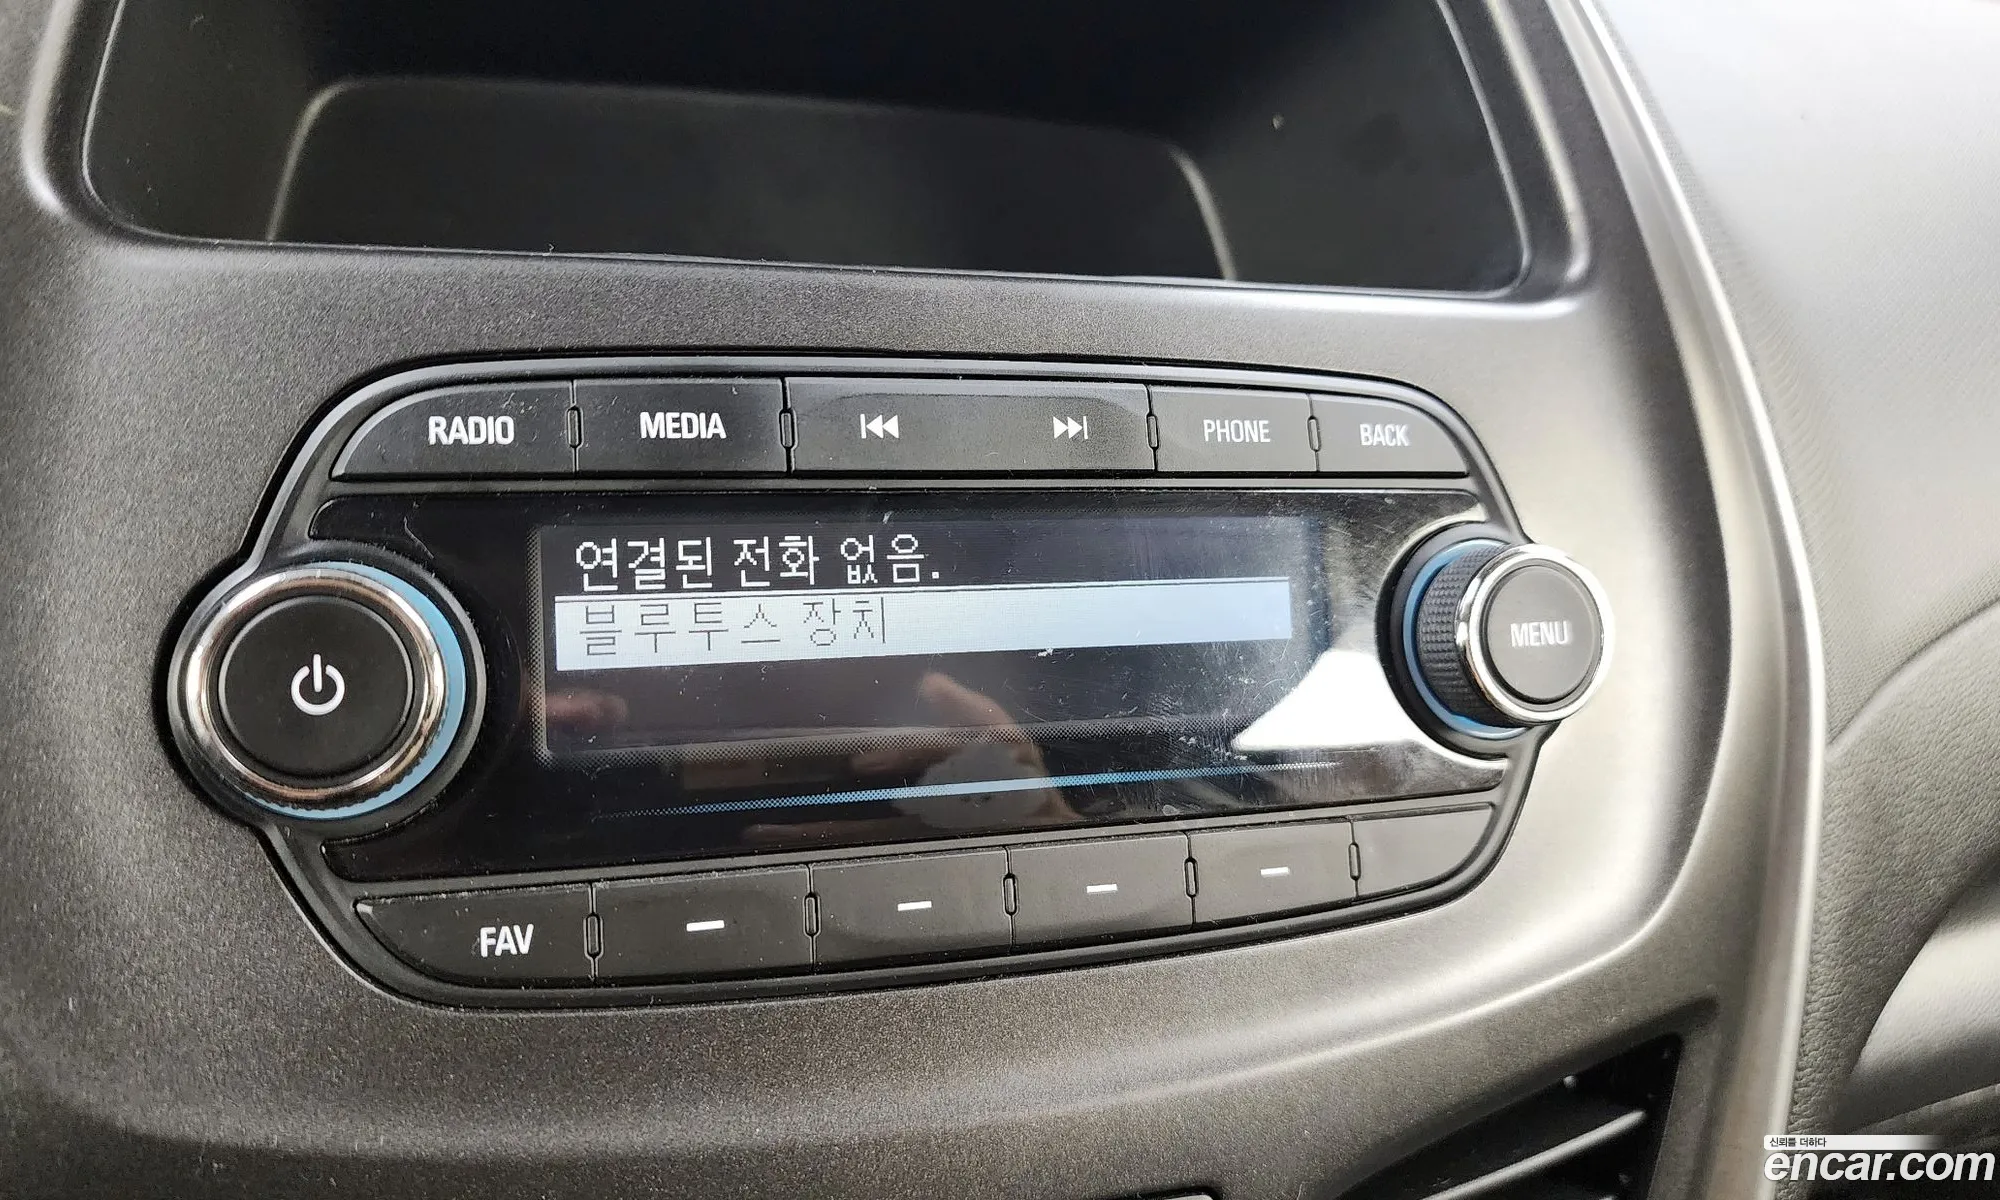 RADIO
MEDIA
PHONE
BACK
연결된 전화 없음.
블루투스 장치
MENU
FAV
신뢰를 더하다
encar.com